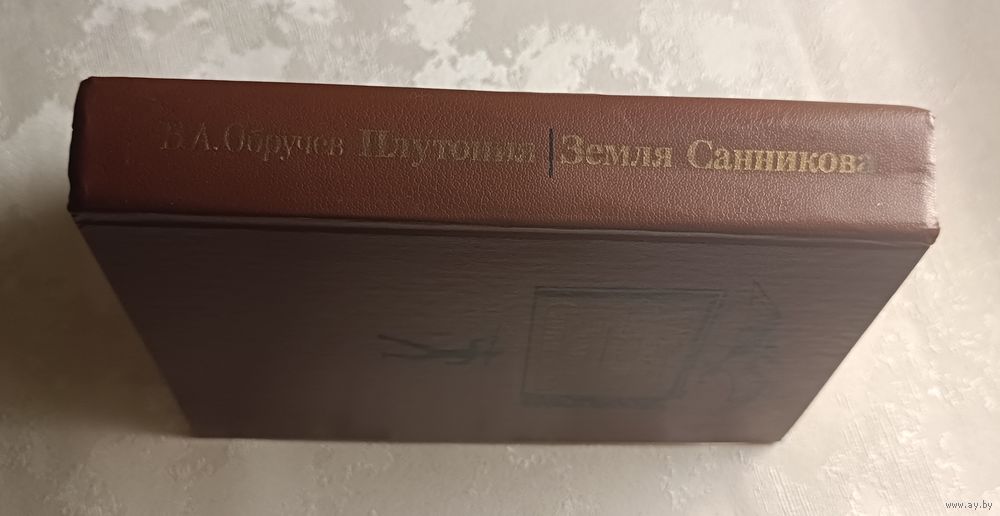 В.А.Обручев Плутония | Земля Санникова
www.ay.by